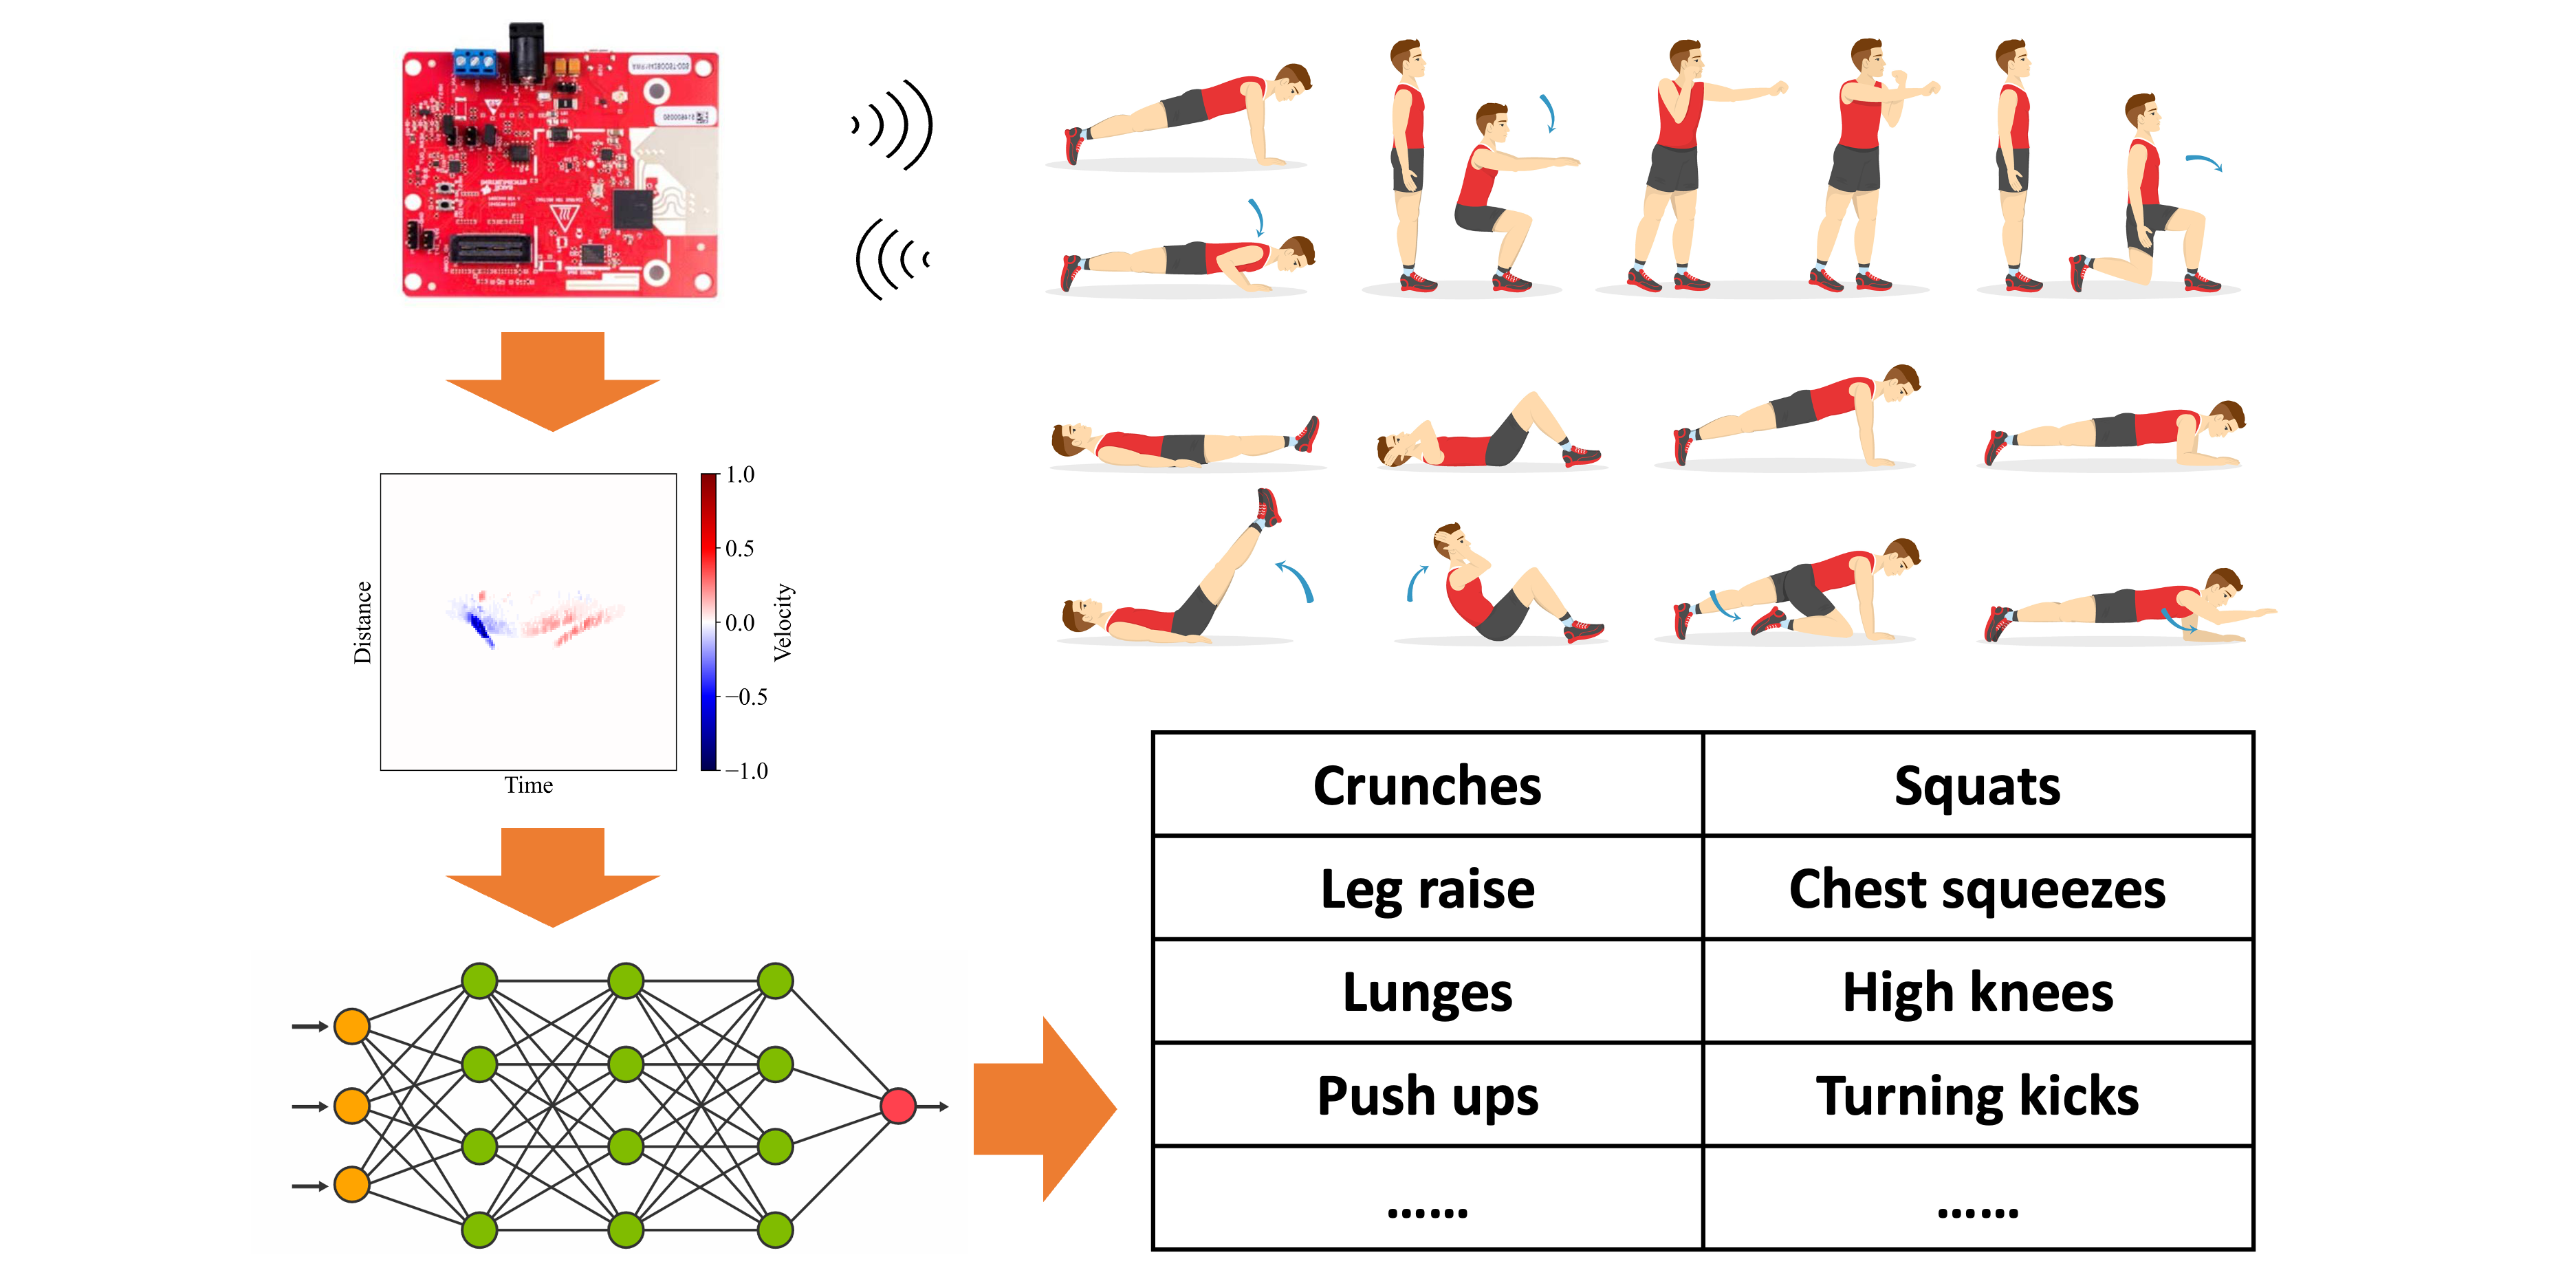 1.0
0.5
0.0
−0.5
−1.0
Distance
Velocity
Time
Crunches
Squats
Leg raise
Chest squeezes
Lunges
High knees
Push ups
Turning kicks
......
......